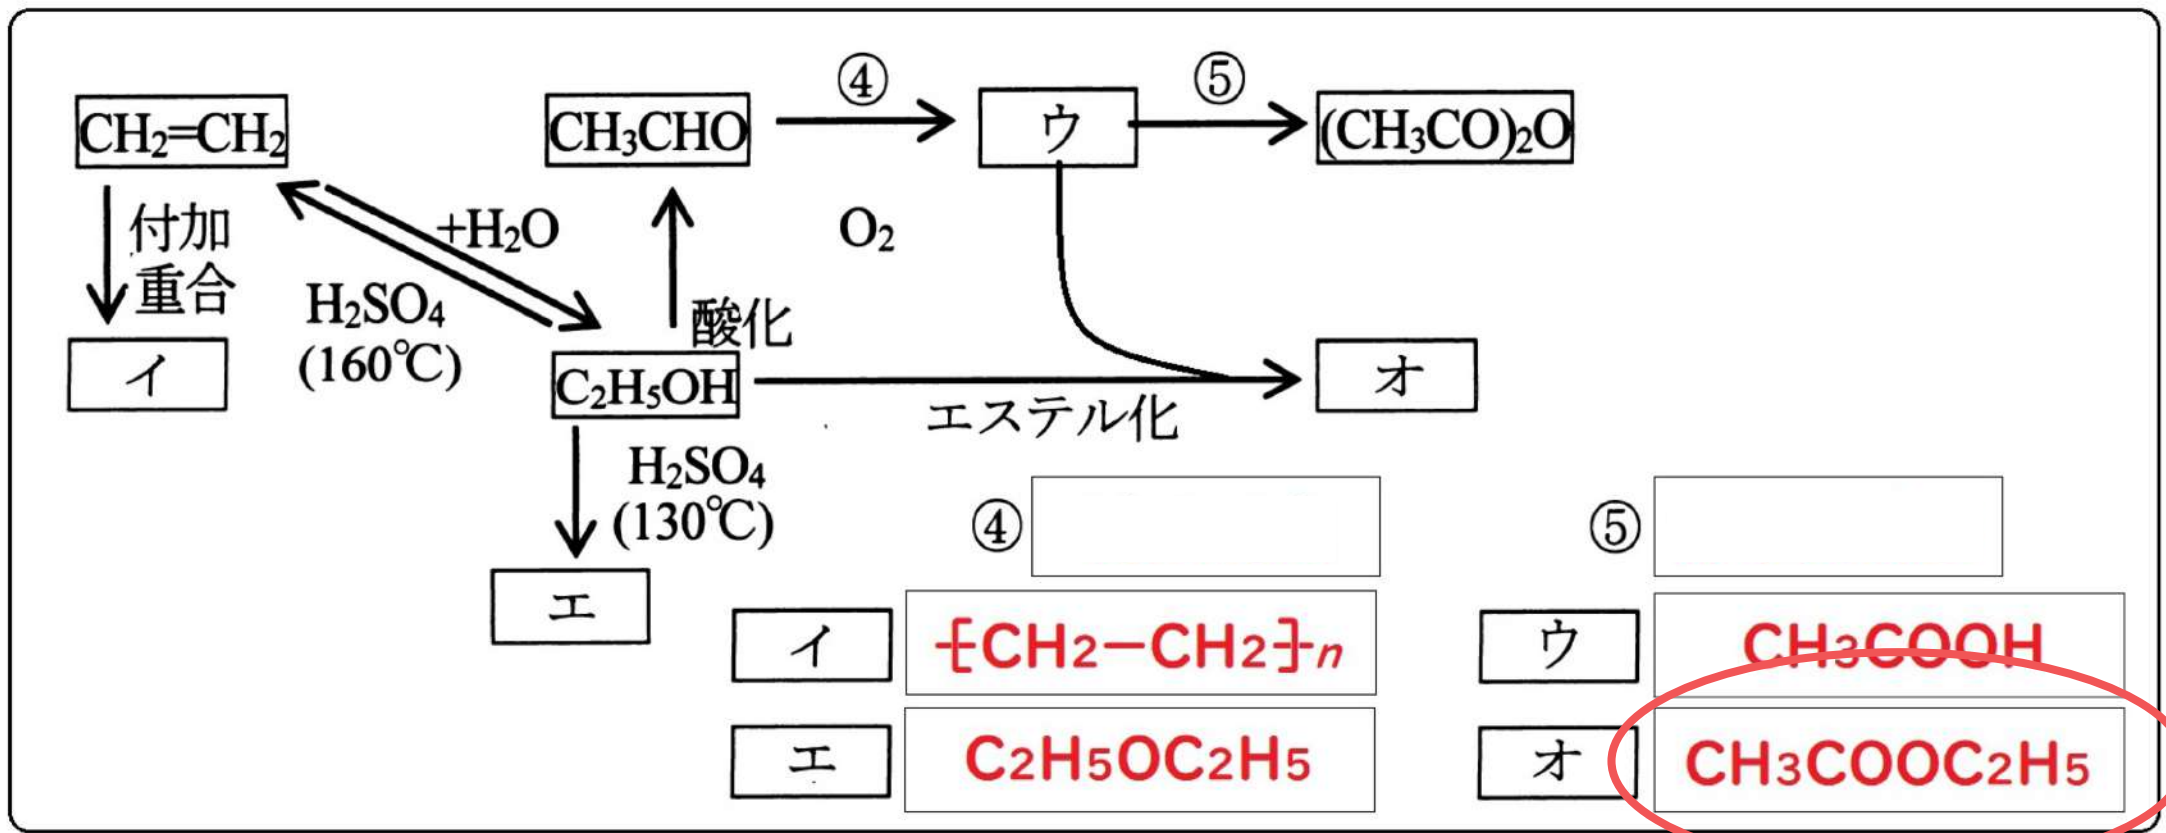 ④
⑤
CH₂=CH₂
CH₃CHO
ウ
(CH₃CO)₂O
付加
重合
+H₂O
O₂
H₂SO₄
(160℃)
酸化
イ
C₂H₅OH
オ
エステル化
H₂SO₄
(130℃)
エ
④
⑤
イ
-[CH₂-CH₂]-n
ウ
CH₃COOH
エ
C₂H₅OC₂H₅
オ
CH₃COOC₂H₅